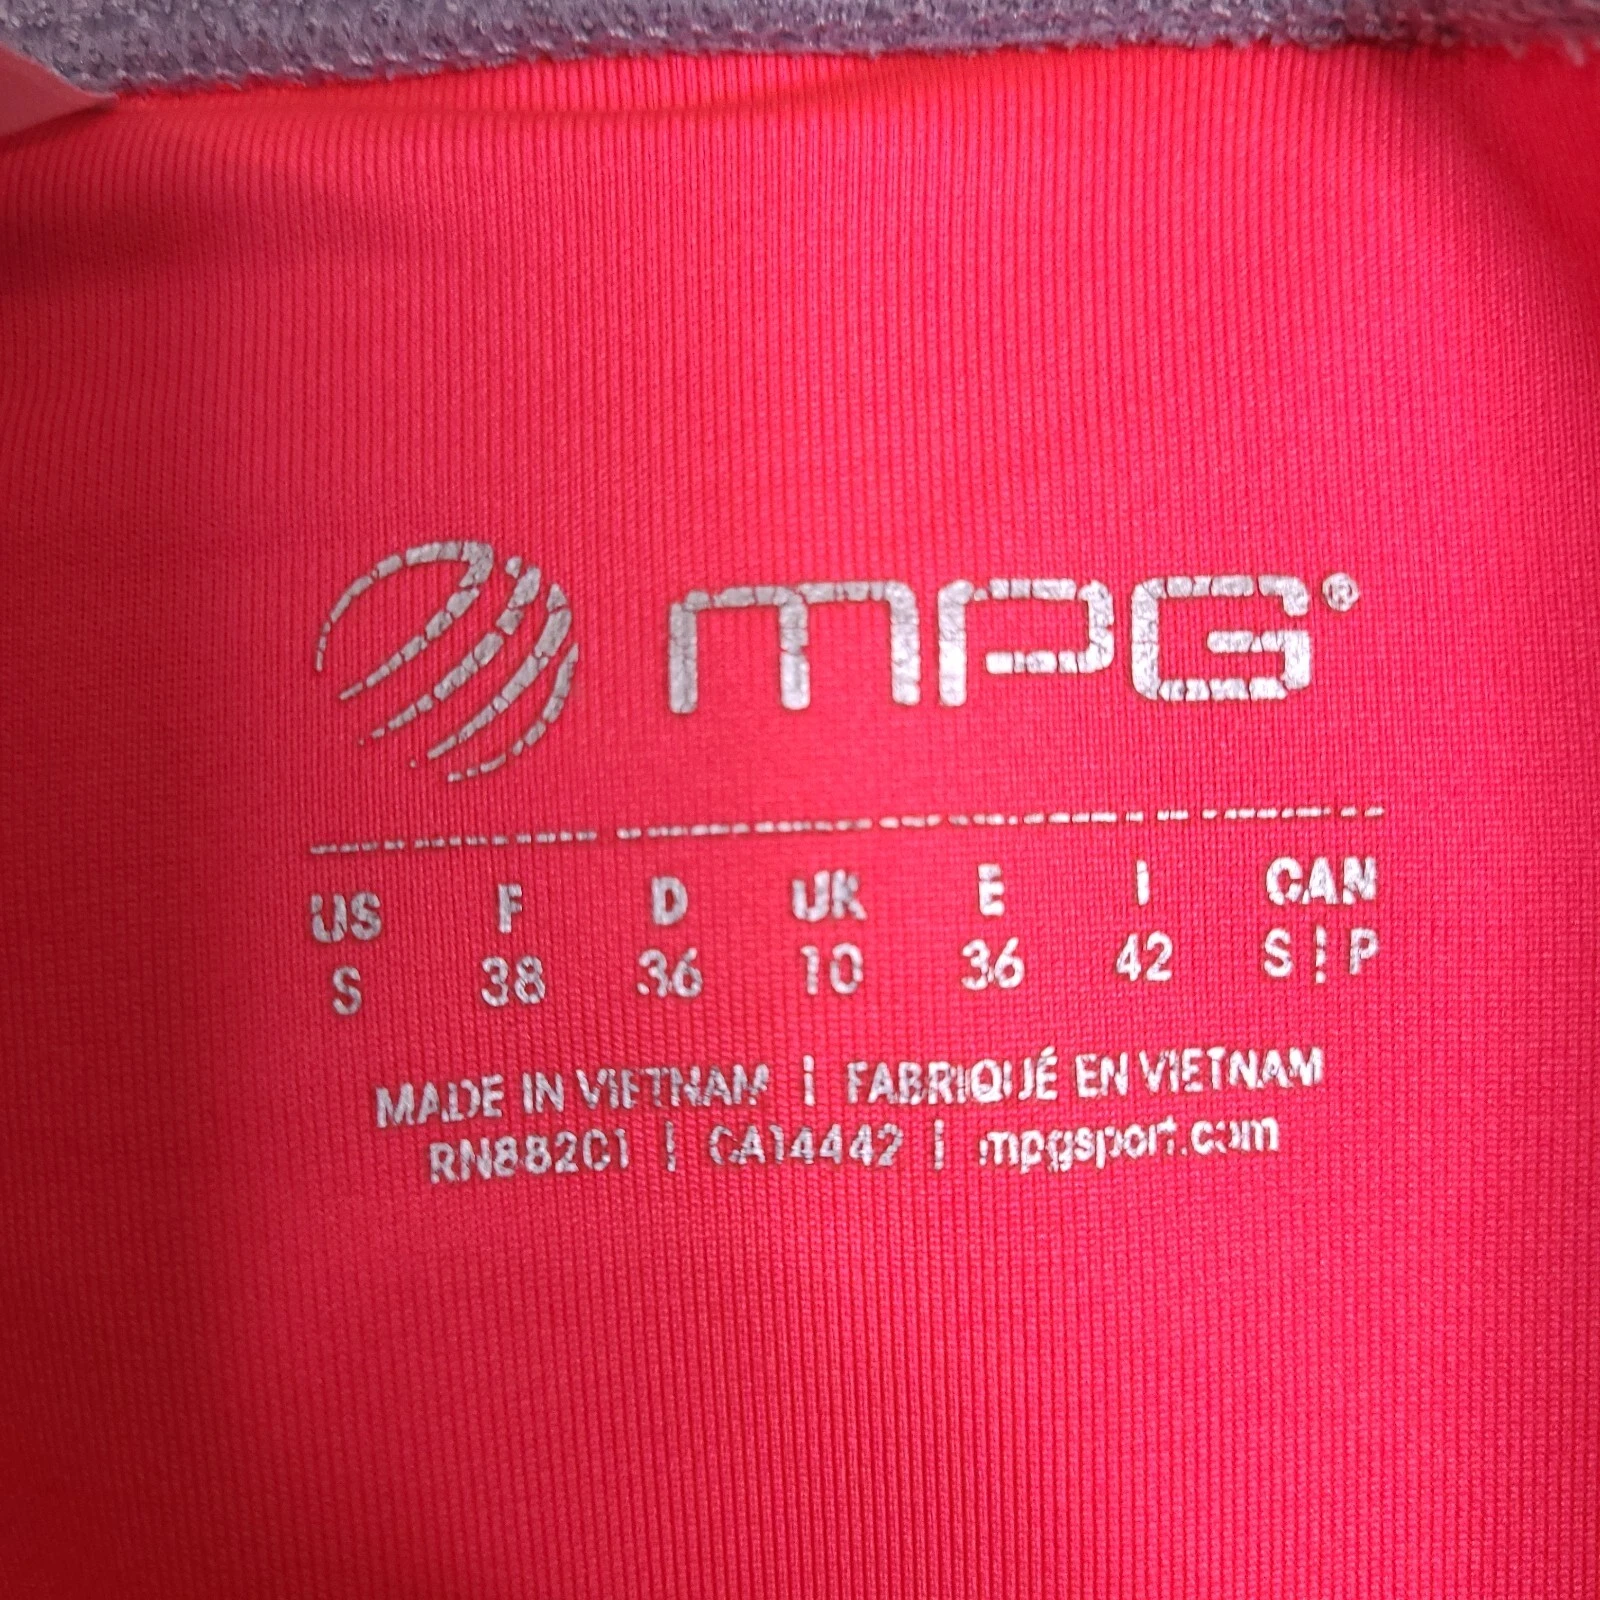 mPG®
US F D UK E I CAN
S 38 36 10 36 42 S | P
MADE IN VIETNAM | FABRIQUÉ EN VIETNAM
RN88201 | CA14442 | mpgsport.com